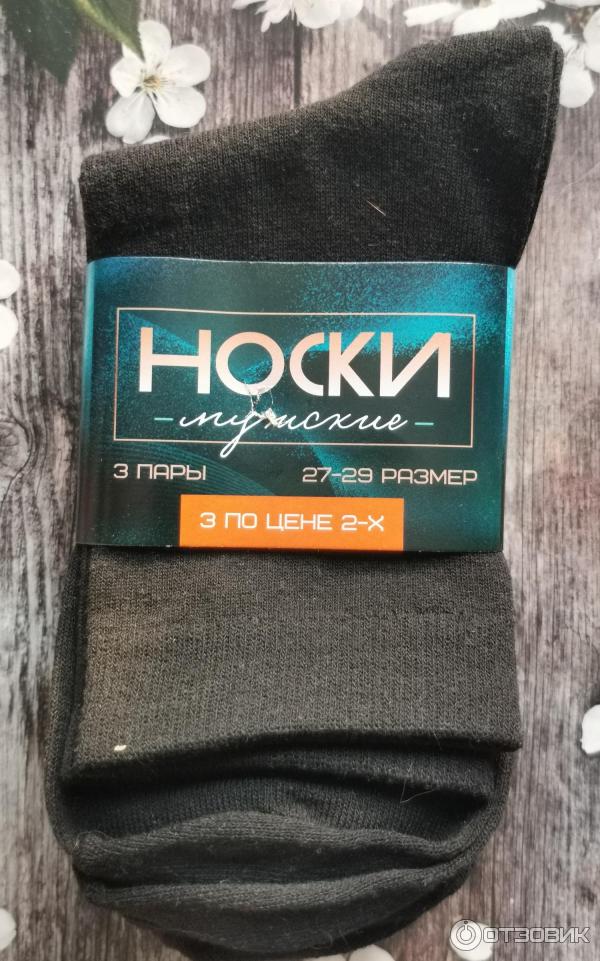 НОСКИ
мужские
3 ПАРЫ 27-29 РАЗМЕР
3 ПО ЦЕНЕ 2-Х
ОТЗОВИК